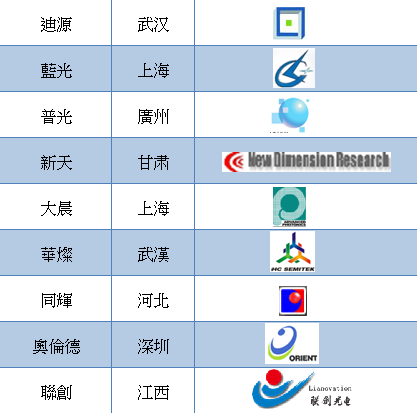 迪源 武汉
藍光 上海
普光 廣州
新天 甘肃 New Dimension Research
大晨 上海 ADVANCED PHOTONICS
華燦 武漢 HC SEMITEK
同輝 河北
奧倫德 深圳 ORIENT
聯創 江西 Lianovation
联创光电